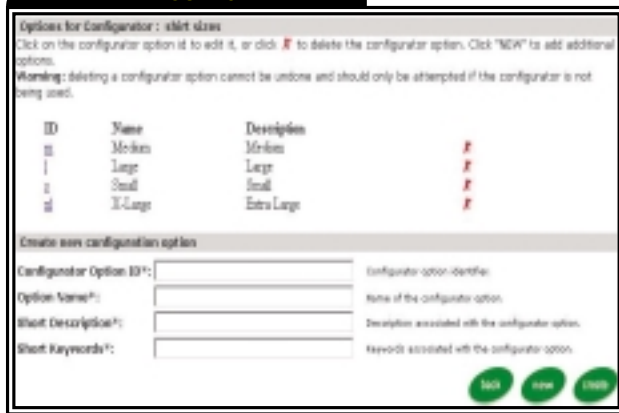 Options for Configurator : shirt sizes
Click on the configurator option id to edit it, or click X to delete the configurator option. Click "NEW" to add additional
options.
Warning: deleting a configurator option cannot be undone and should only be attempted if the configurator is not
being used.
ID Name Description
m Medium Medium X
l Large Large X
s Small Small X
xl X-Large Extra Large X
Create new configuration option
Configurator Option ID*: Configurator option identifier.
Option Name*: Name of the configurator option.
Short Description*: Description associated with the configurator option.
Short Keywords*: Keywords associated with the configurator option.
back new create